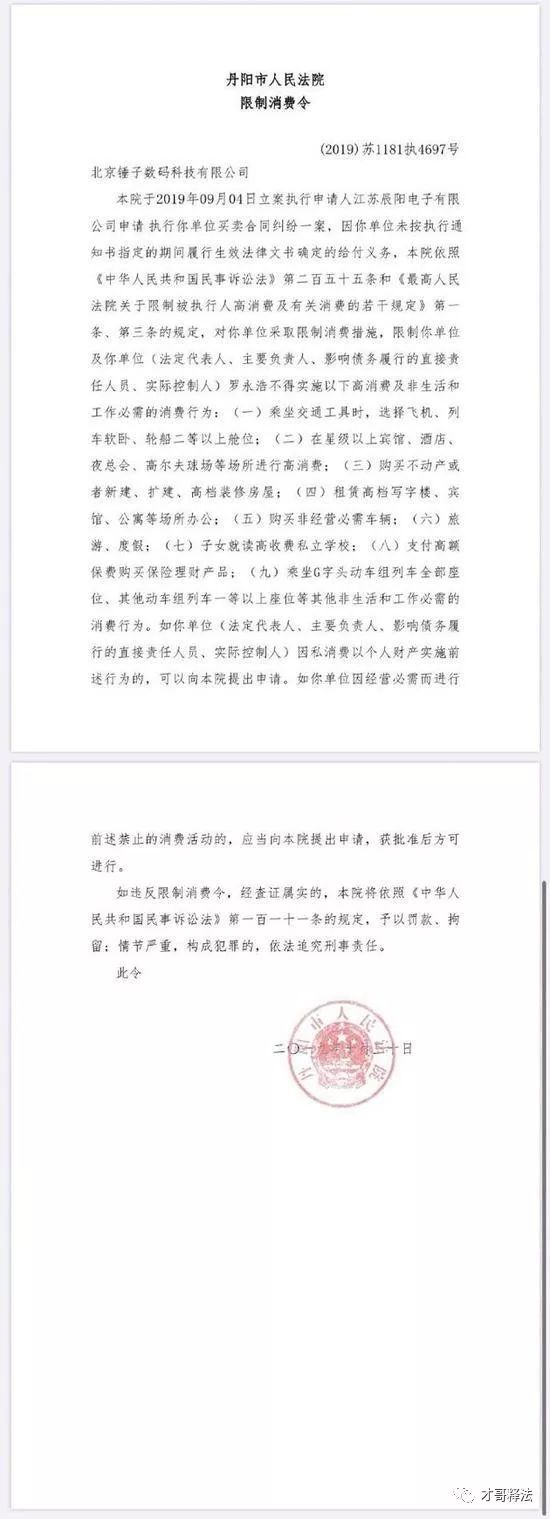 丹阳市人民法院
限制消费令
(2019)苏1181执4697号
北京锤子数码科技有限公司
本院于2019年09月04日立案执行申请人江苏辰阳电子有限
公司申请 执行你单位买卖合同纠纷一案，因你单位未按执行通
知书指定的期间履行生效法律文书确定的给付义务，本院依照
《中华人民共和国民事诉讼法》第二百五十五条和《最高人民
法院关于限制被执行人高消费及有关消费的若干规定》第一
条、第三条的规定，对你单位采取限制消费措施，限制你单位
及你单位（法定代表人、主要负责人、影响债务履行的直接责
任人员、实际控制人）罗永浩不得实施以下高消费及非生活和
工作必需的消费行为：（一）乘坐交通工具时，选择飞机、列
车软卧、轮船二等以上舱位；（二）在星级以上宾馆、酒店、
夜总会、高尔夫球场等场所进行高消费；（三）购买不动产或
者新建、扩建、高档装修房屋；（四）租赁高档写字楼、宾
馆、公寓等场所办公；（五）购买非经营必需车辆；（六）旅
游、度假；（七）子女就读高收费私立学校；（八）支付高额
保费购买保险理财产品；（九）乘坐G字头动车组列车全部座
位、其他动车组列车一等以上座位等其他非生活和工作必需的
消费行为。如你单位（法定代表人、主要负责人、影响债务履
行的直接责任人员、实际控制人）因私消费以个人财产实施前
述行为的，可以向本院提出申请。如你单位因经营必需而进行
前述禁止的消费活动的，应当向本院提出申请，获批准后方可
进行。
如违反限制消费令，经查证属实的，本院将依照《中华人
民共和国民事诉讼法》第一百一十一条的规定，予以罚款、拘
留；情节严重，构成犯罪的，依法追究刑事责任。
此令
丹阳市人民法院
才哥释法